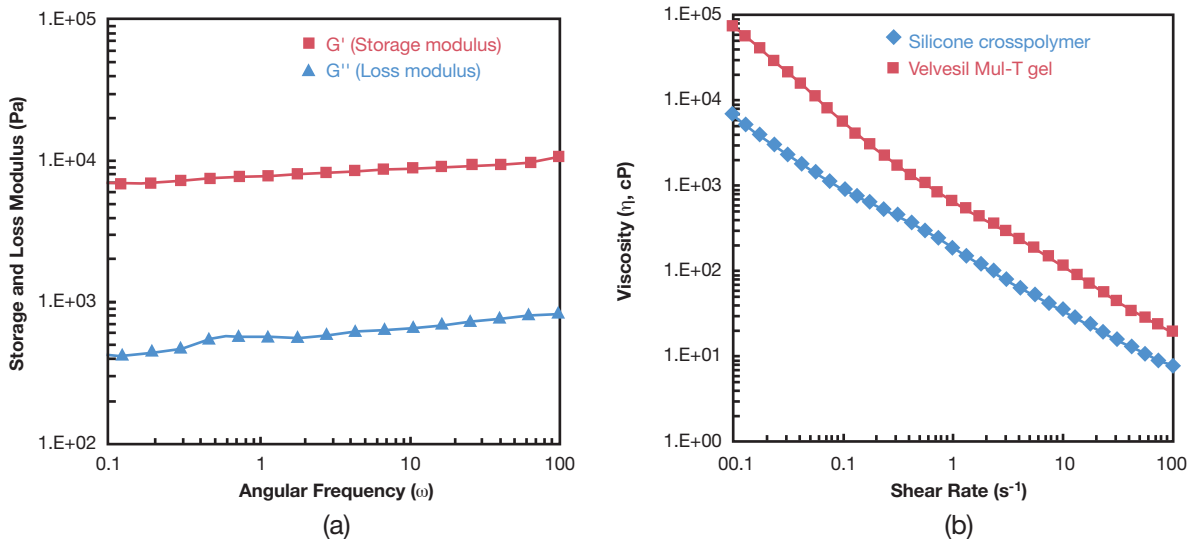 1.E+05
G' (Storage modulus)
G'' (Loss modulus)
1.E+04
1.E+03
1.E+02
Storage and Loss Modulus (Pa)
0.1
1
10
100
Angular Frequency (ω)
(a)
1.E+05
Silicone crosspolymer
Velvesil Mul-T gel
1.E+04
1.E+03
1.E+02
1.E+01
1.E+00
Viscosity (η, cP)
00.1
0.1
1
10
100
Shear Rate (s⁻¹)
(b)